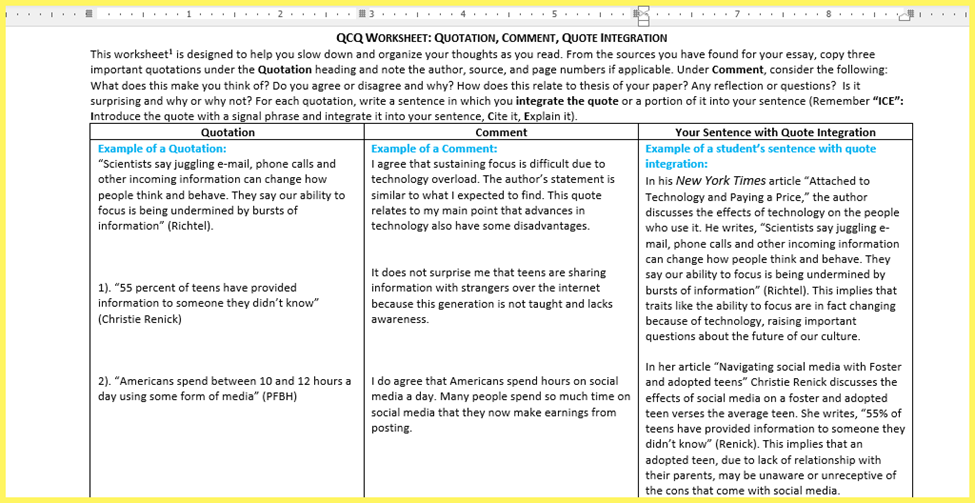 1 1 2 3 4 5 6 7 8
QCQ WORKSHEET: QUOTATION, COMMENT, QUOTE INTEGRATION
This worksheet¹ is designed to help you slow down and organize your thoughts as you read. From the sources you have found for your essay, copy three
important quotations under the Quotation heading and note the author, source, and page numbers if applicable. Under Comment, consider the following:
What does this make you think of? Do you agree or disagree and why? How does this relate to thesis of your paper? Any reflection or questions? Is it
surprising and why or why not? For each quotation, write a sentence in which you integrate the quote or a portion of it into your sentence (Remember “ICE”:
Introduce the quote with a signal phrase and integrate it into your sentence, Cite it, Explain it).
Quotation
Example of a Quotation:
“Scientists say juggling e-mail, phone calls and
other incoming information can change how
people think and behave. They say our ability to
focus is being undermined by bursts of
information” (Richtel).
1). “55 percent of teens have provided
information to someone they didn’t know”
(Christie Renick)
2). “Americans spend between 10 and 12 hours a
day using some form of media” (PFBH)
Comment
Example of a Comment:
I agree that sustaining focus is difficult due to
technology overload. The author’s statement is
similar to what I expected to find. This quote
relates to my main point that advances in
technology also have some disadvantages.
It does not surprise me that teens are sharing
information with strangers over the internet
because this generation is not taught and lacks
awareness.
I do agree that Americans spend hours on social
media a day. Many people spend so much time on
social media that they now make earnings from
posting.
Your Sentence with Quote Integration
Example of a student’s sentence with quote
integration:
In his New York Times article “Attached to
Technology and Paying a Price,” the author
discusses the effects of technology on the people
who use it. He writes, “Scientists say juggling e-
mail, phone calls and other incoming information
can change how people think and behave. They
say our ability to focus is being undermined by
bursts of information” (Richtel). This implies that
traits like the ability to focus are in fact changing
because of technology, raising important
questions about the future of our culture.
In her article “Navigating social media with Foster
and adopted teens” Christie Renick discusses the
effects of social media on a foster and adopted
teen verses the average teen. She writes, “55% of
teens have provided information to someone they
didn’t know” (Renick). This implies that an
adopted teen, due to lack of relationship with
their parents, may be unaware or unreceptive of
the cons that come with social media.